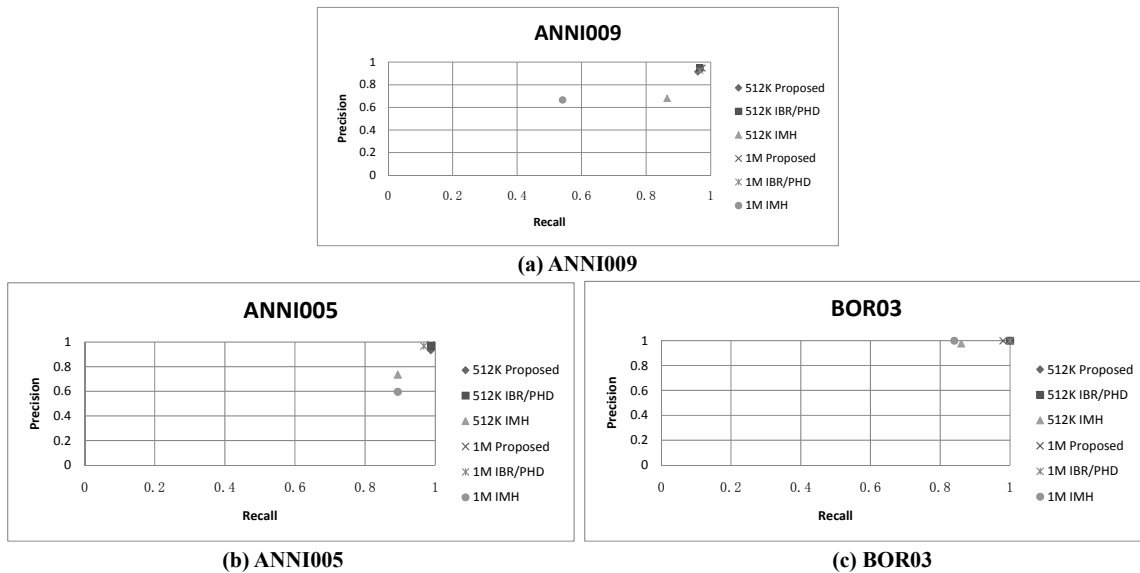 ANNI009
Precision
1
0.8
0.6
0.4
0.2
0
0
0.2
0.4
0.6
0.8
1
Recall
512K Proposed
512K IBR/PHD
512K IMH
1M Proposed
1M IBR/PHD
1M IMH
(a) ANNI009
ANNI005
Precision
1
0.8
0.6
0.4
0.2
0
0
0.2
0.4
0.6
0.8
1
Recall
512K Proposed
512K IBR/PHD
512K IMH
1M Proposed
1M IBR/PHD
1M IMH
(b) ANNI005
BOR03
Precision
1
0.8
0.6
0.4
0.2
0
0
0.2
0.4
0.6
0.8
1
Recall
512K Proposed
512K IBR/PHD
512K IMH
1M Proposed
1M IBR/PHD
1M IMH
(c) BOR03